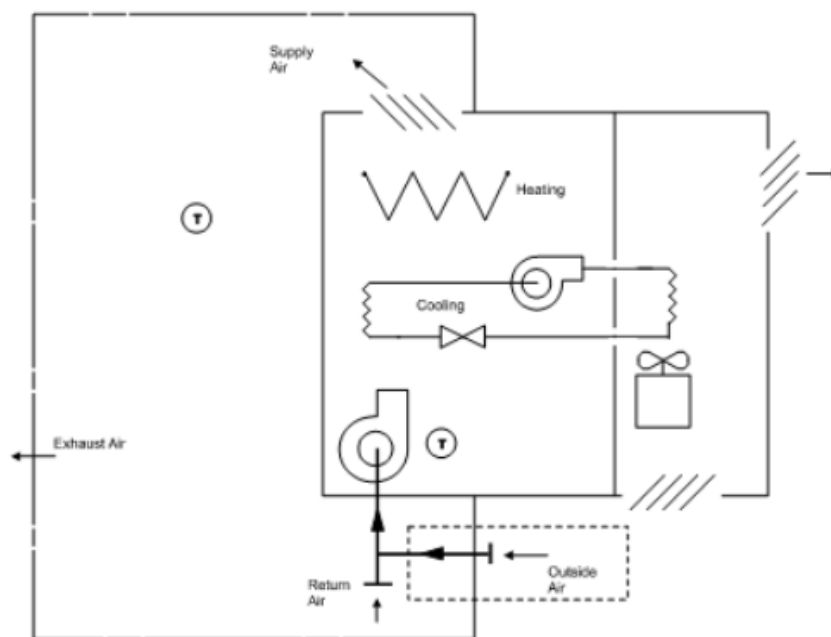 Supply
Air
Heating
T
Cooling
Exhaust Air
T
Return
Air
Outside
Air